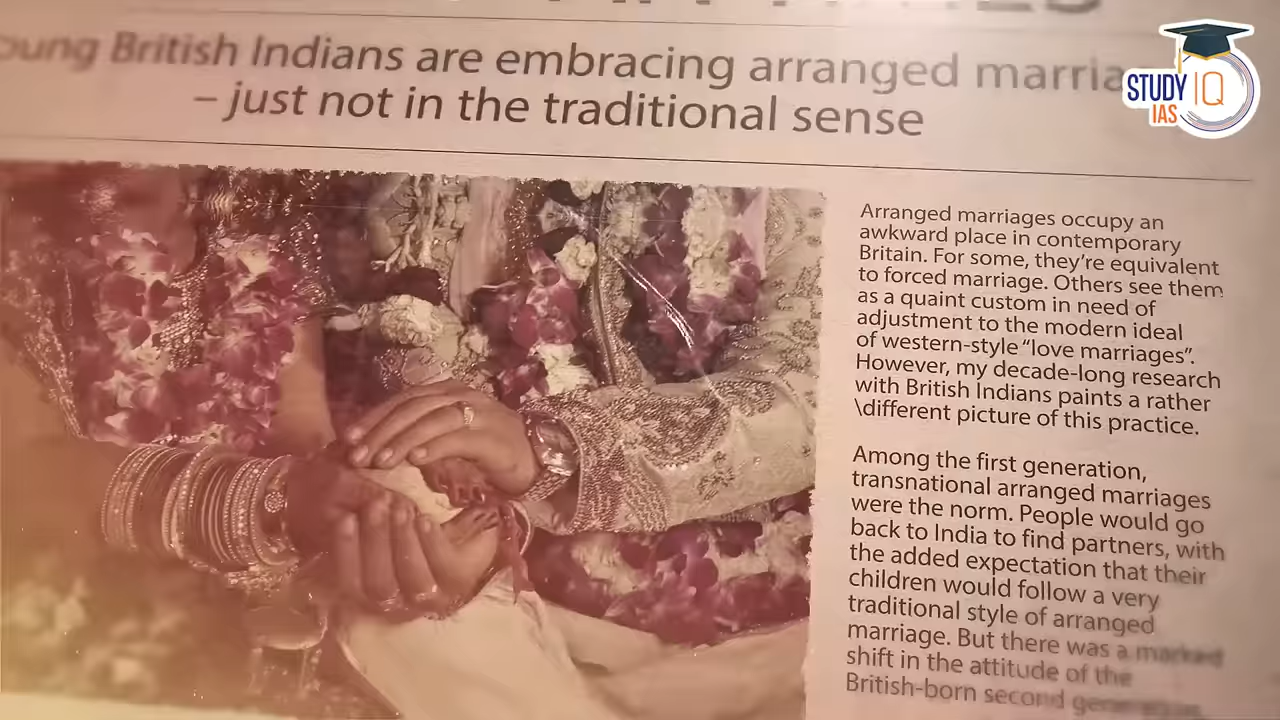 oung British Indians are embracing arranged marria
– just not in the traditional sense
STUDY IQ
IAS
Arranged marriages occupy an
awkward place in contemporary
Britain. For some, they're equivalent
to forced marriage. Others see them
as a quaint custom in need of
adjustment to the modern ideal
of western-style "love marriages".
However, my decade-long research
with British Indians paints a rather
\different picture of this practice.
Among the first generation,
transnational arranged marriages
were the norm. People would go
back to India to find partners, with
the added expectation that their
children would follow a very
traditional style of arranged
marriage. But there was a marked
shift in the attitude of the
British-born second generation